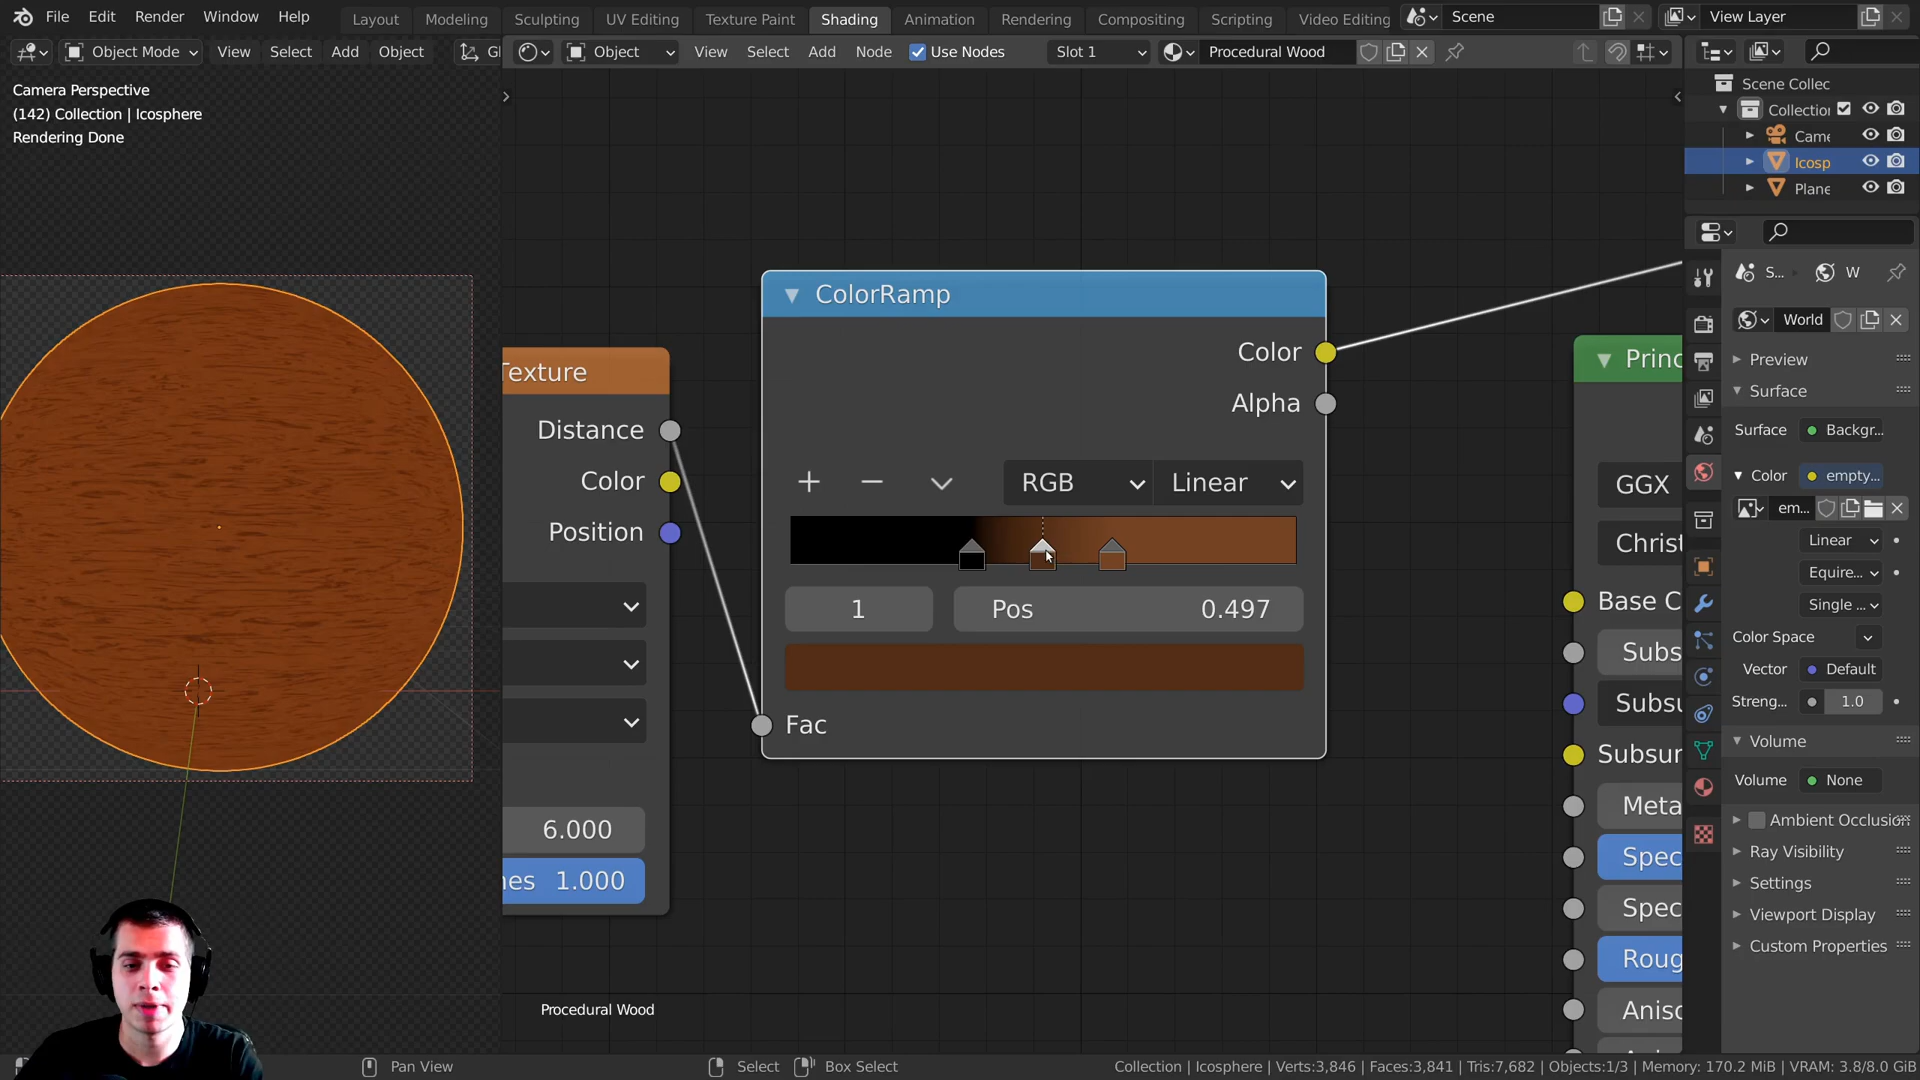 File Edit Render Window Help Layout Modeling Sculpting UV Editing Texture Paint Shading Animation Rendering Compositing Scripting Video Editing Scene View Layer
Object Mode View Select Add Object Gl Object View Select Add Node Use Nodes Slot 1 Procedural Wood
Camera Perspective
(142) Collection | Icosphere
Rendering Done
Scene Collec
Collection
Came
Icosp
Plane
ColorRamp
Color
Alpha
RGB Linear
1 Pos 0.497
Fac
Texture
Distance
Color
Position
6.000
nes 1.000
Princ
GGX
Christ
Base C
Subs
Subsu
Subsur
Meta
Spec
Spec
Roug
Aniso
S... W
World
Preview
Surface
Surface Backgr...
Color empty...
em...
Linear
Equire...
Single ...
Color Space
Vector Default
Streng... 1.0
Volume
Volume None
Ambient Occlusion
Ray Visibility
Settings
Viewport Display
Custom Properties
Procedural Wood
Pan View Select Box Select Collection | Icosphere | Verts:3,846 | Faces:3,841 | Tris:7,682 | Objects:1/3 | Memory: 170.2 MiB | VRAM: 3.8/8.0 GiB